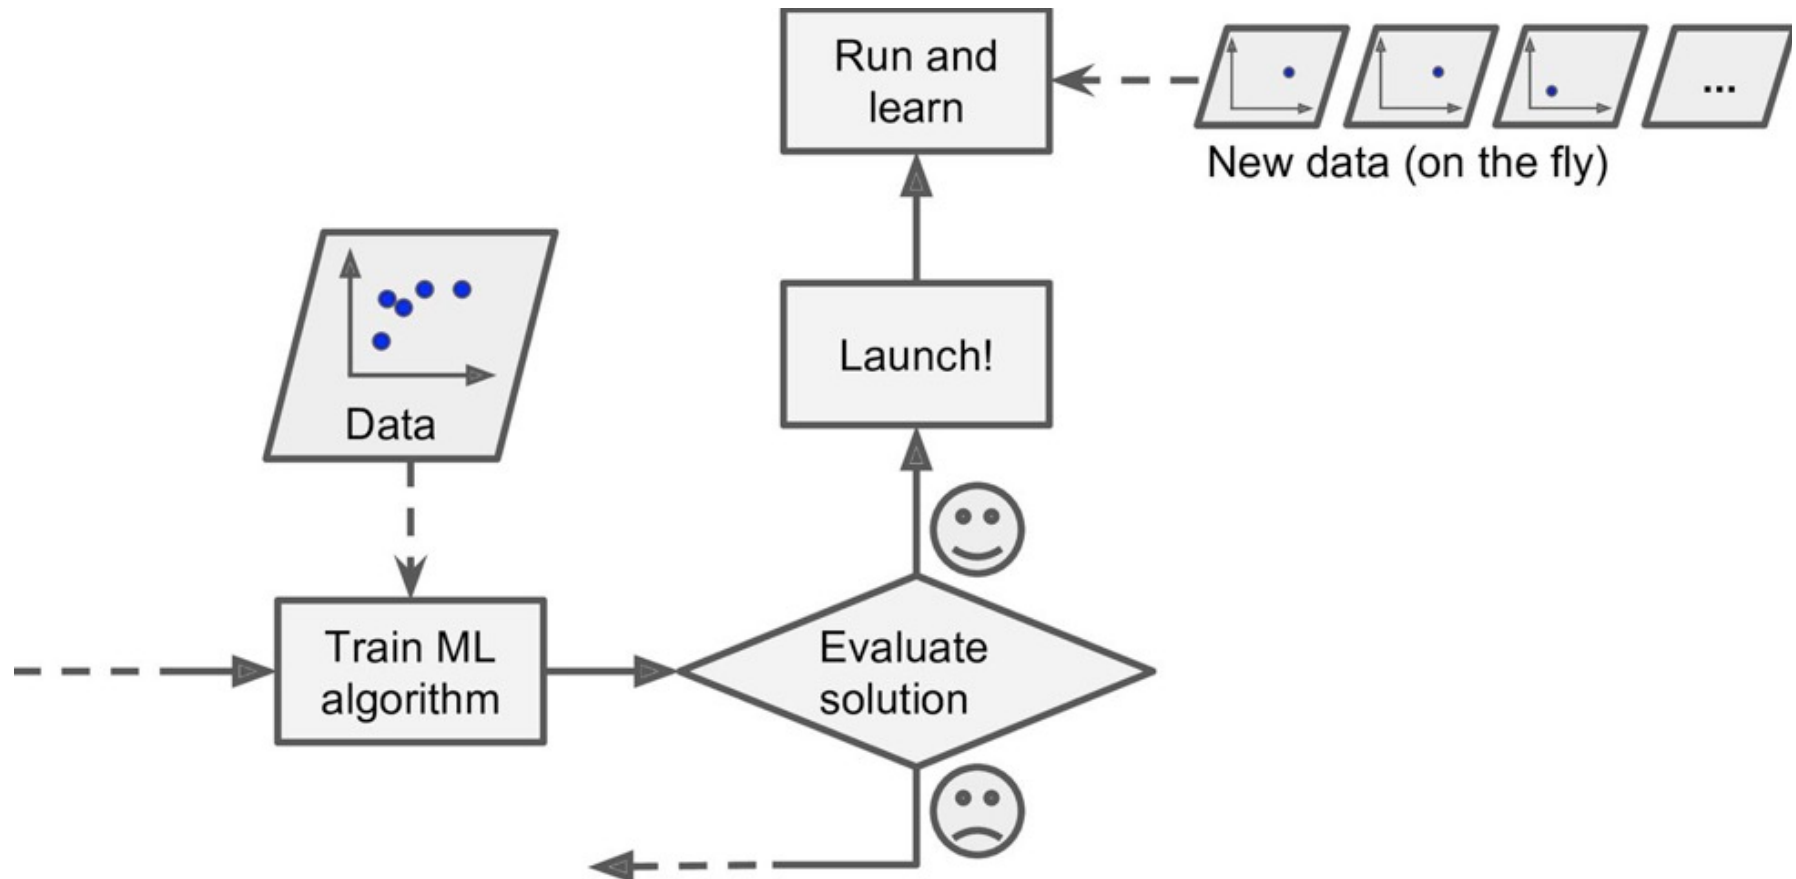 Run and
learn
...
New data (on the fly)
Launch!
Data
Train ML
algorithm
Evaluate
solution